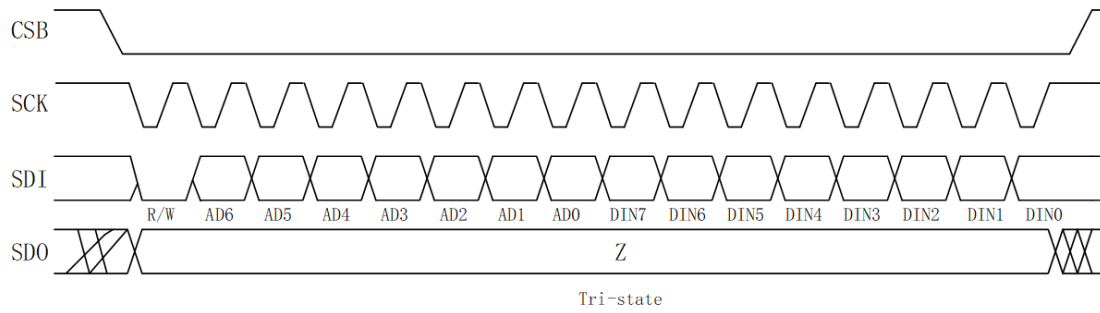 CSB
SCK
SDI
R/W AD6 AD5 AD4 AD3 AD2 AD1 AD0 DIN7 DIN6 DIN5 DIN4 DIN3 DIN2 DIN1 DIN0
SDO Z
Tri-state